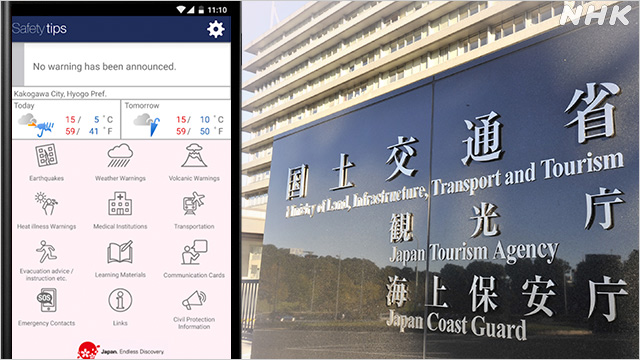 11:10
Safety tips
No warning has been announced.
Kakogawa City, Hyogo Pref.
Today
15 / 5 °C
59 / 41 °F
Tomorrow
15 / 10 °C
59 / 50 °F
Earthquakes
Weather Warnings
Volcanic Warnings
Heat illness Warnings
Medical Institutions
Transportation
Evacuation advice /
instruction etc.
Learning Materials
Communication Cards
SOS
Emergency Contacts
Links
Civil Protection
Information
Japan. Endless Discovery.
NHK
国土交通省
Ministry of Land, Infrastructure, Transport and Tourism
観光庁
Japan Tourism Agency
海上保安庁
Japan Coast Guard